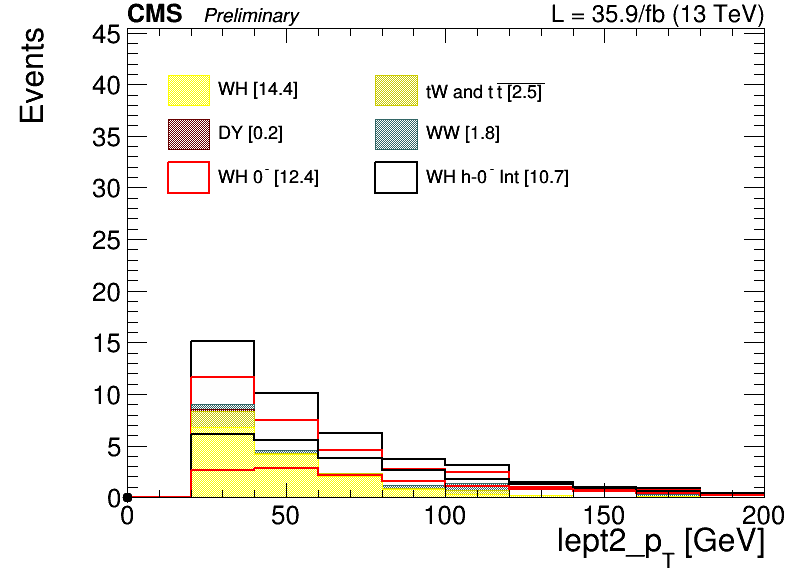 CMS Preliminary L = 35.9/fb (13 TeV)
Events
45
40
35
30
25
20
15
10
5
0
WH [14.4] tW and t t [2.5]
DY [0.2] WW [1.8]
WH 0⁻ [12.4] WH h-0⁻ Int [10.7]
0 50 100 150 200
lept2_p_T [GeV]